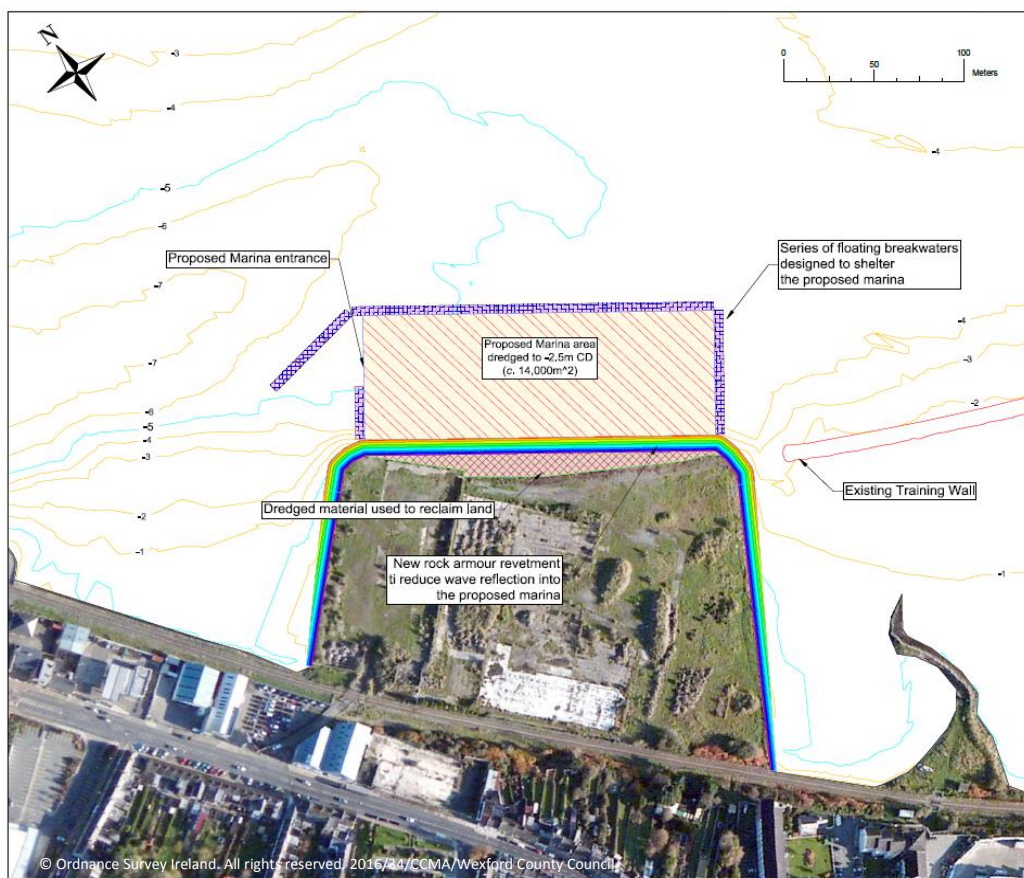 N
0
50
100
Meters
-3
-4
-4
-5
-6
-7
-7
-6
-5
-4
-3
-2
-1
-4
-3
-2
-1
Proposed Marina entrance
Series of floating breakwaters
designed to shelter
the proposed marina
Proposed Marina area
dredged to -2.5m CD
(c. 14,000m^2)
Existing Training Wall
Dredged material used to reclaim land
New rock armour revetment
ti reduce wave reflection into
the proposed marina
© Ordnance Survey Ireland. All rights reserved. 2016/34/CCMA/Wexford County Council